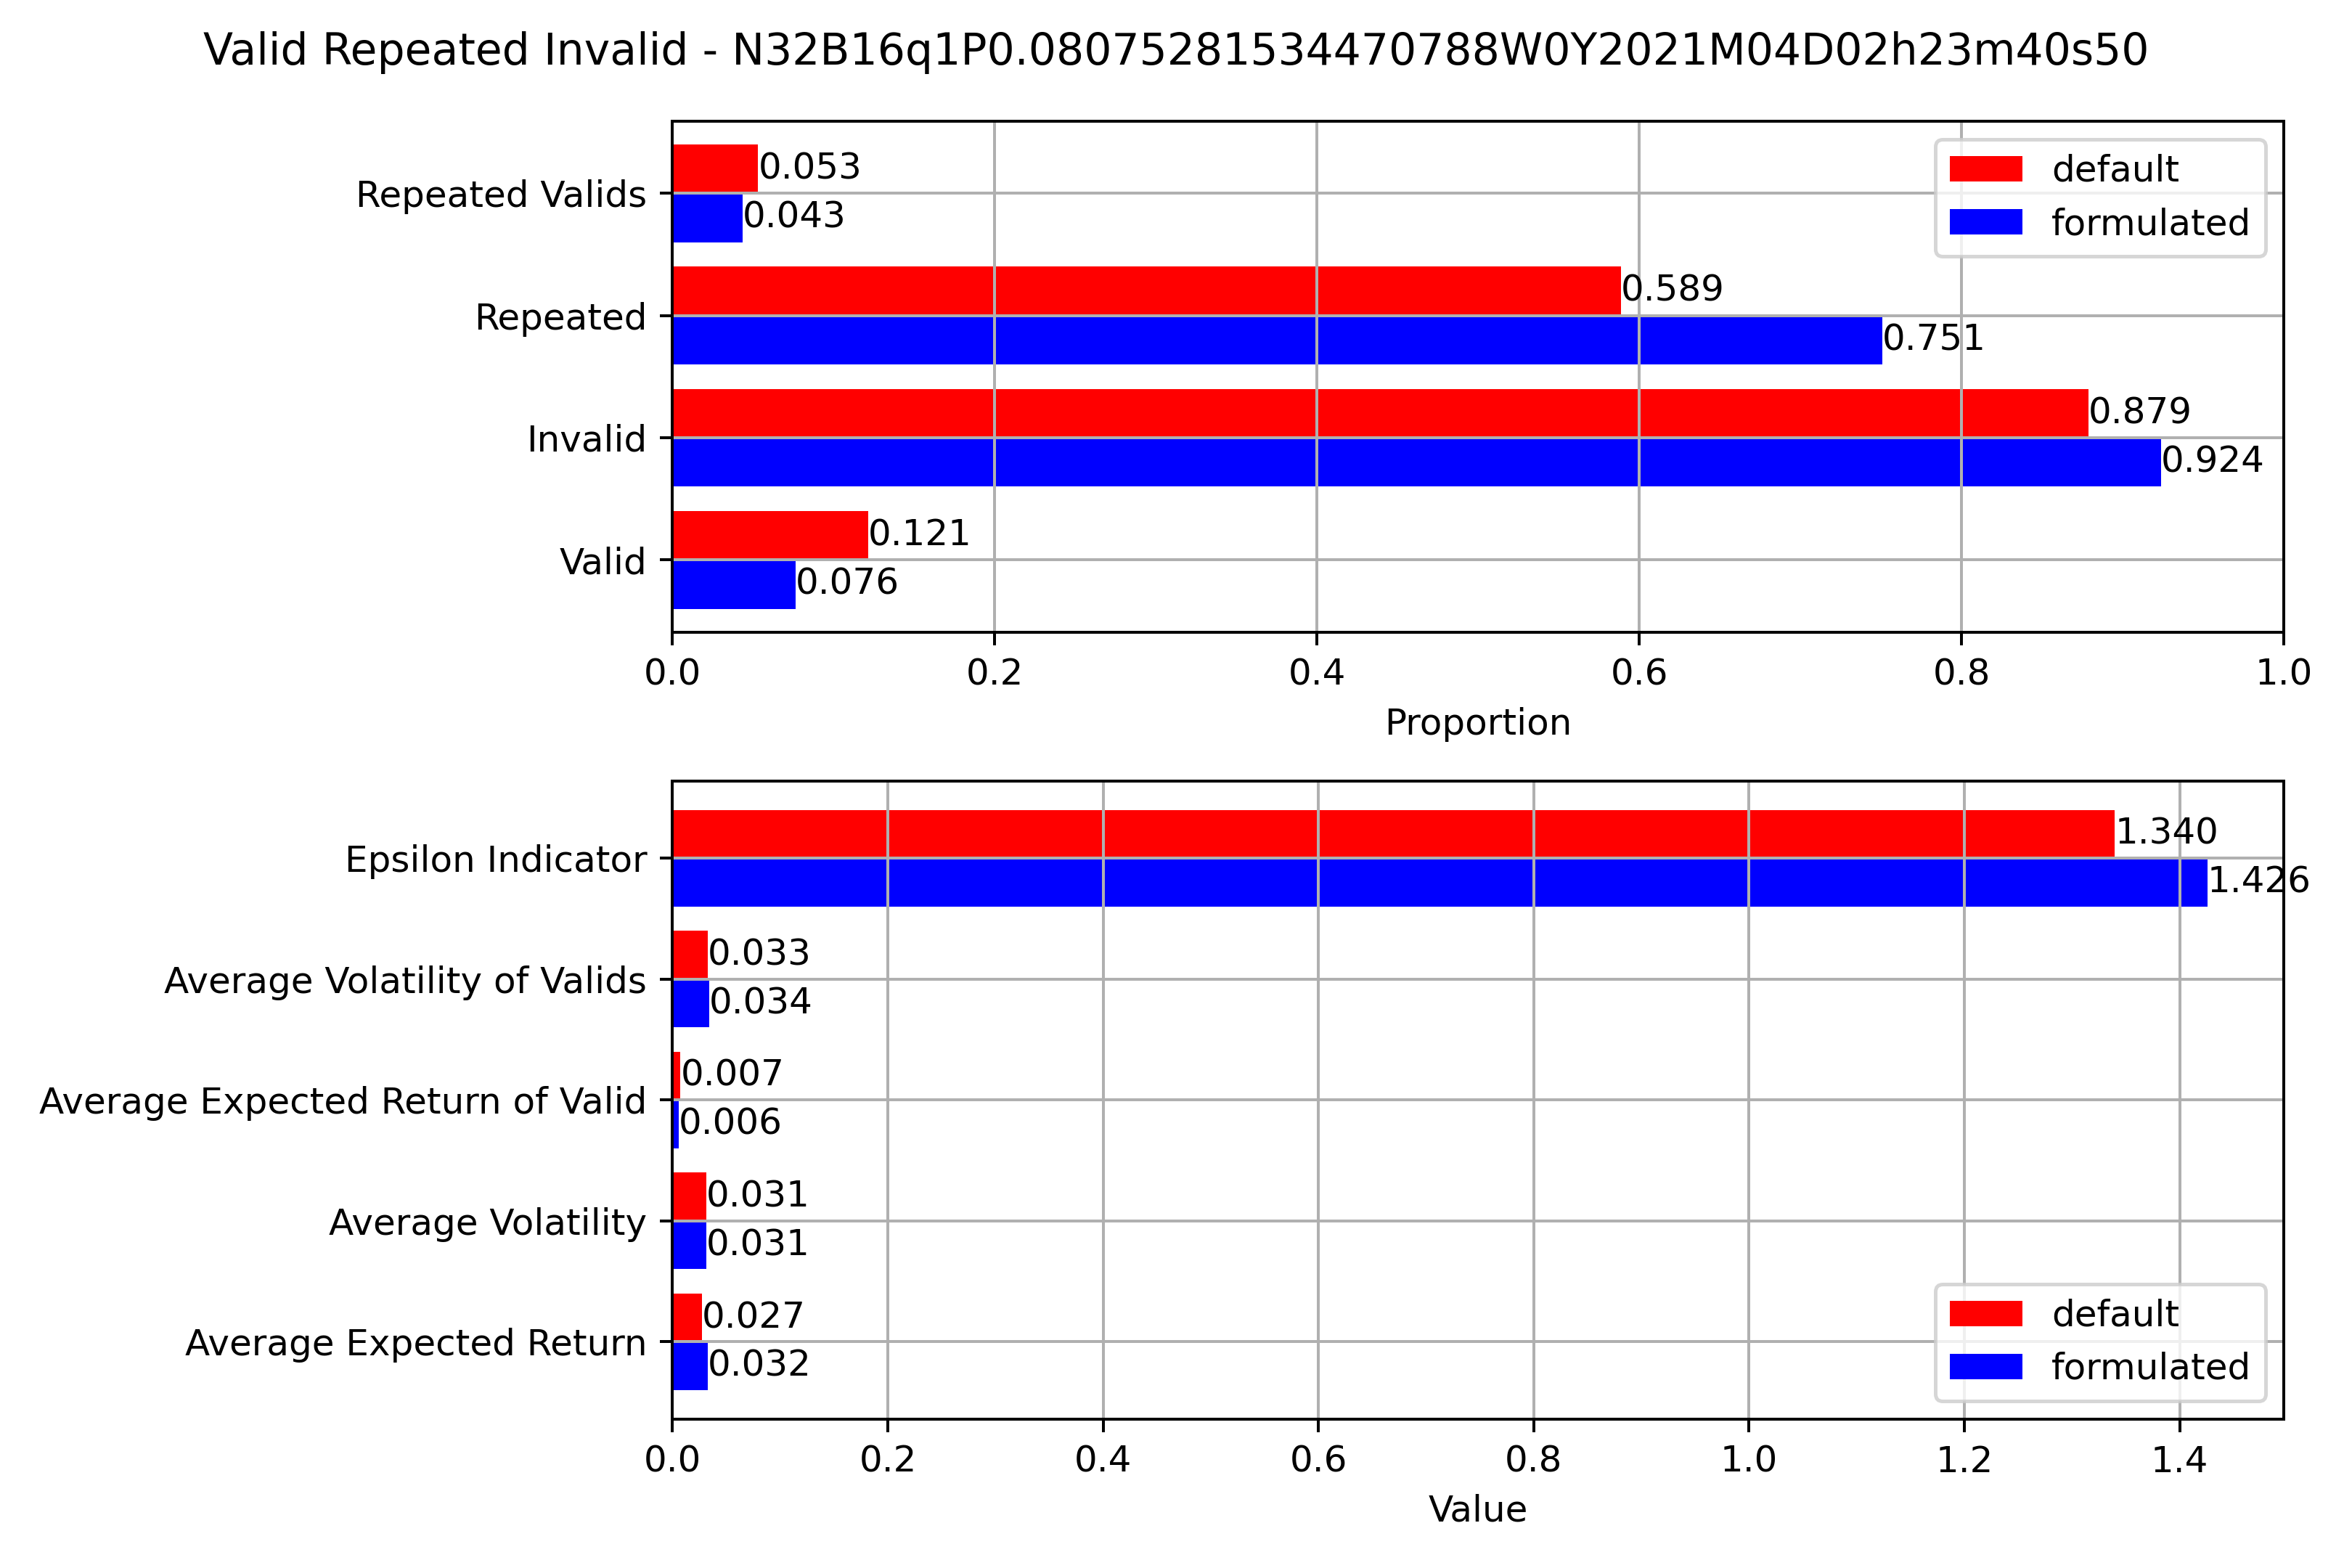 Valid Repeated Invalid - N32B16q1P0.08075281534470788W0Y2021M04D02h23m40s50
Repeated Valids
0.053
0.043
default
formulated
Repeated
0.589
0.751
Invalid
0.879
0.924
Valid
0.121
0.076
0.0 0.2 0.4 0.6 0.8 1.0
Proportion
Epsilon Indicator
1.340
1.426
Average Volatility of Valids
0.033
0.034
Average Expected Return of Valid
0.007
0.006
Average Volatility
0.031
0.031
Average Expected Return
0.027
0.032
default
formulated
0.0 0.2 0.4 0.6 0.8 1.0 1.2 1.4
Value